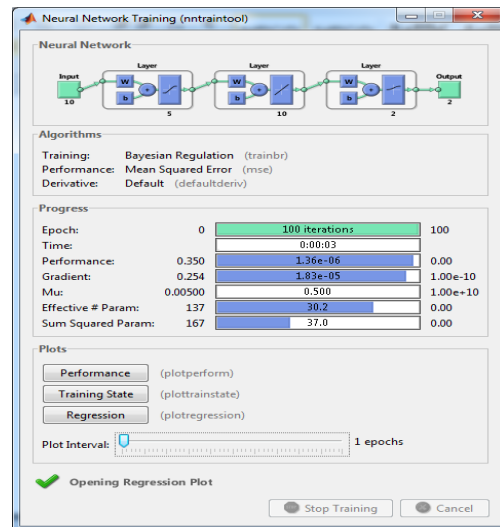 Neural Network Training (nntraintool)
Neural Network
Layer Layer Layer
Input Output
W W W
b b b
10 2
5 10 2
Algorithms
Training: Bayesian Regulation (trainbr)
Performance: Mean Squared Error (mse)
Derivative: Default (defaultderiv)
Progress
Epoch: 0 100 iterations 100
Time: 0:00:03
Performance: 0.350 1.36e-06 0.00
Gradient: 0.254 1.83e-05 1.00e-10
Mu: 0.00500 0.500 1.00e+10
Effective # Param: 137 30.2 0.00
Sum Squared Param: 167 37.0 0.00
Plots
Performance (plotperform)
Training State (plottrainstate)
Regression (plotregression)
Plot Interval: 1 epochs
Opening Regression Plot
Stop Training Cancel